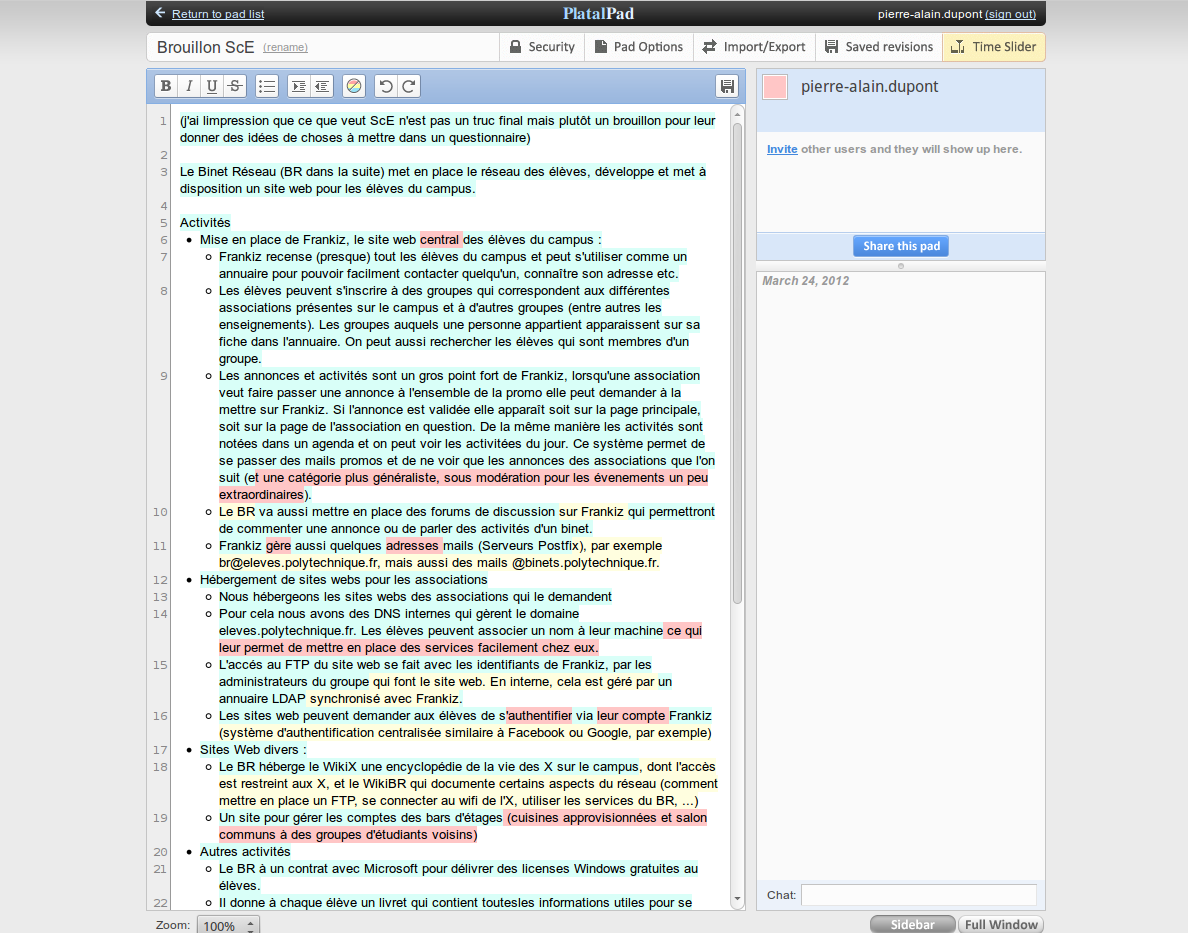 Return to pad list
PlatalPad
pierre-alain.dupont (sign out)
Brouillon ScE (rename)
Security
Pad Options
Import/Export
Saved revisions
Time Slider
B I U S
pierre-alain.dupont
Invite other users and they will show up here.
Share this pad
March 24, 2012
1 (j'ai limpression que ce que veut ScE n'est pas un truc final mais plutôt un brouillon pour leur
donner des idées de choses à mettre dans un questionnaire)
2
3 Le Binet Réseau (BR dans la suite) met en place le réseau des élèves, développe et met à
disposition un site web pour les élèves du campus.
4
5 Activités
6 • Mise en place de Frankiz, le site web central des élèves du campus :
7 Frankiz recense (presque) tout les élèves du campus et peut s'utiliser comme un
annuaire pour pouvoir facilment contacter quelqu'un, connaître son adresse etc.
8 Les élèves peuvent s'inscrire à des groupes qui correspondent aux différentes
associations présentes sur le campus et à d'autres groupes (entre autres les
enseignements). Les groupes auquels une personne appartient apparaissent sur sa
fiche dans l'annuaire. On peut aussi rechercher les élèves qui sont membres d'un
groupe.
9 Les annonces et activités sont un gros point fort de Frankiz, lorsqu'une association
veut faire passer une annonce à l'ensemble de la promo elle peut demander à la
mettre sur Frankiz. Si l'annonce est validée elle apparaît soit sur la page principale,
soit sur la page de l'association en question. De la même manière les activités sont
notées dans un agenda et on peut voir les activitées du jour. Ce système permet de
se passer des mails promos et de ne voir que les annonces des associations que l'on
suit (et une catégorie plus généraliste, sous modération pour les évenements un peu
extraordinaires).
10 Le BR va aussi mettre en place des forums de discussion sur Frankiz qui permettront
de commenter une annonce ou de parler des activités d'un binet.
11 Frankiz gère aussi quelques adresses mails (Serveurs Postfix), par exemple
br@eleves.polytechnique.fr, mais aussi des mails @binets.polytechnique.fr.
12 • Hébergement de sites webs pour les associations
13 Nous hébergeons les sites webs des associations qui le demandent
14 Pour cela nous avons des DNS internes qui gèrent le domaine
eleves.polytechnique.fr. Les élèves peuvent associer un nom à leur machine ce qui
leur permet de mettre en place des services facilement chez eux.
15 L'accés au FTP du site web se fait avec les identifiants de Frankiz, par les
administrateurs du groupe qui font le site web. En interne, cela est géré par un
annuaire LDAP synchronisé avec Frankiz.
16 Les sites web peuvent demander aux élèves de s'authentifier via leur compte Frankiz
(système d'authentification centralisée similaire à Facebook ou Google, par exemple)
17 • Sites Web divers :
18 Le BR héberge le WikiX une encyclopédie de la vie des X sur le campus, dont l'accès
est restreint aux X, et le WikiBR qui documente certains aspects du réseau (comment
mettre en place un FTP, se connecter au wifi de l'X, utiliser les services du BR, ...)
19 Un site pour gérer les comptes des bars d'étages (cuisines approvisionnées et salon
communs à des groupes d'étudiants voisins)
20 • Autres activités
21 Le BR à un contrat avec Microsoft pour délivrer des licenses Windows gratuites au
élèves.
22 Il donne à chaque élève un livret qui contient toutesles informations utiles pour se
Chat:
Zoom: 100%
Sidebar
Full Window